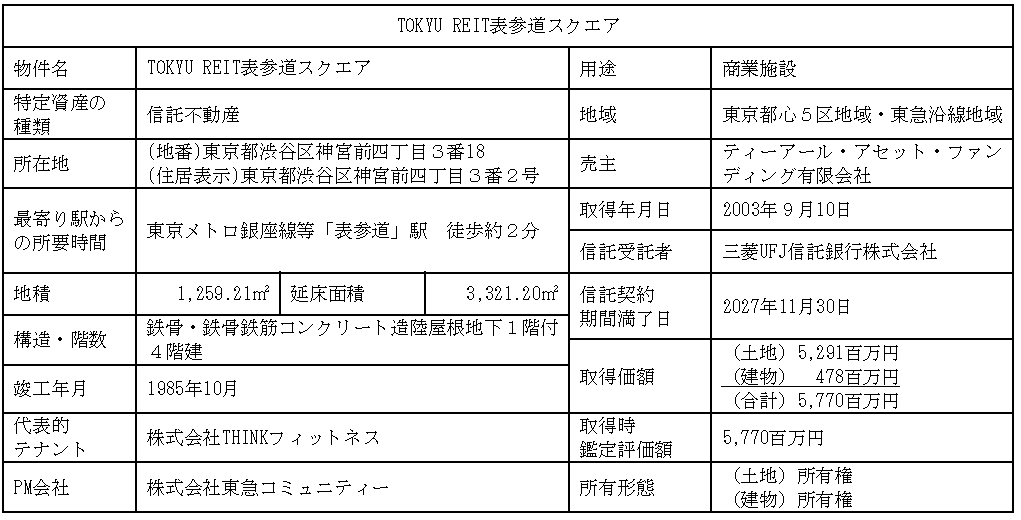 TOKYU REIT表参道スクエア
物件名
TOKYU REIT表参道スクエア
用途
商業施設
特定資産の
種類
信託不動産
地域
東京都心５区地域・東急沿線地域
所在地
(地番)東京都渋谷区神宮前四丁目３番18
(住居表示)東京都渋谷区神宮前四丁目３番２号
売主
ティーアール・アセット・ファン
ディング有限会社
最寄り駅から
の所要時間
東京メトロ銀座線等「表参道」駅　徒歩約２分
取得年月日
2003年９月10日
信託受託者
三菱UFJ信託銀行株式会社
地積
1,259.21㎡
延床面積
3,321.20㎡
信託契約
期間満了日
2027年11月30日
構造・階数
鉄骨・鉄骨鉄筋コンクリート造陸屋根地下１階付
４階建
取得価額
（土地）5,291百万円
（建物）　478百万円
（合計）5,770百万円
竣工年月
1985年10月
代表的
テナント
株式会社THINKフィットネス
取得時
鑑定評価額
5,770百万円
PM会社
株式会社東急コミュニティー
所有形態
（土地）所有権
（建物）所有権